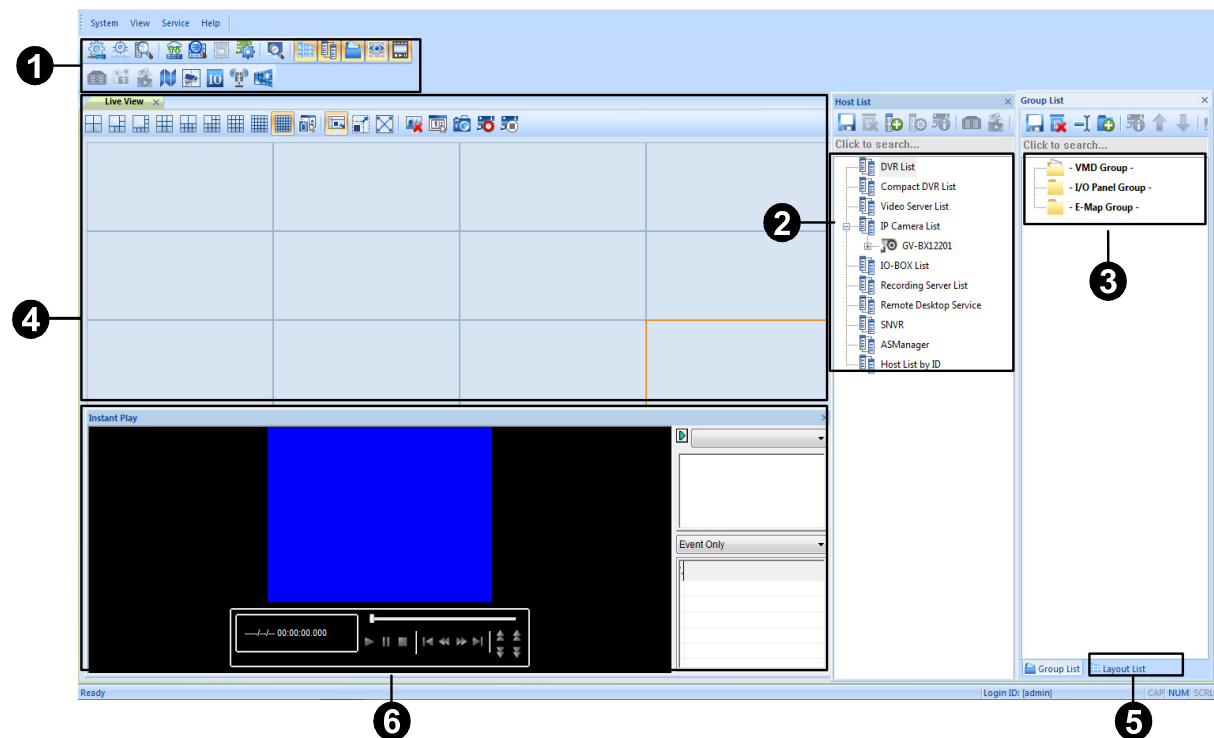 System View Service Help
1
IO
Live View
Host List
Group List
Click to search...
Click to search...
DVR List
Compact DVR List
Video Server List
IP Camera List
GV-BX12201
IO-BOX List
Recording Server List
Remote Desktop Service
SNVR
ASManager
Host List by ID
- VMD Group -
- I/O Panel Group -
- E-Map Group -
2
3
4
Instant Play
Event Only
----/--/-- 00:00:00.000
Group List
Layout List
Ready
Login ID: [admin]
CAP NUM SCRL
6
5